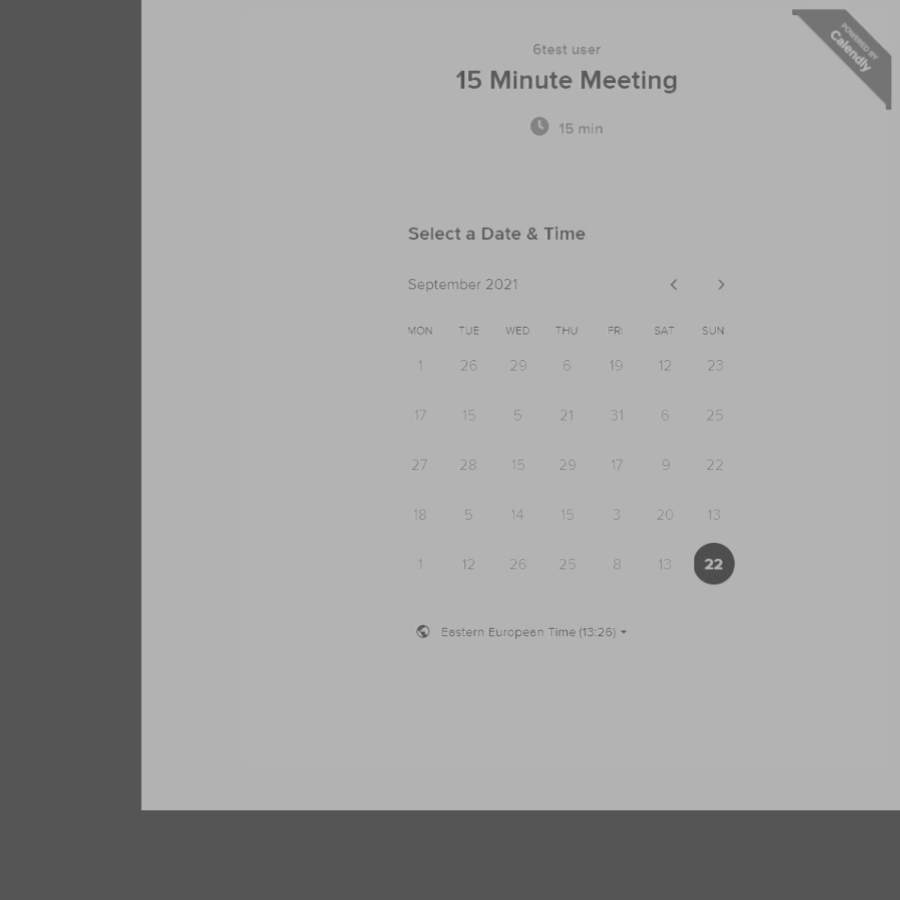 POWERED BY
Calendly
6test user
15 Minute Meeting
15 min
Select a Date & Time
September 2021
MON TUE WED THU FRI SAT SUN
1 26 29 6 19 12 23
17 15 5 21 31 6 25
27 28 15 29 17 9 22
18 5 14 15 3 20 13
1 12 26 25 8 13 22
Eastern European Time (13:26)